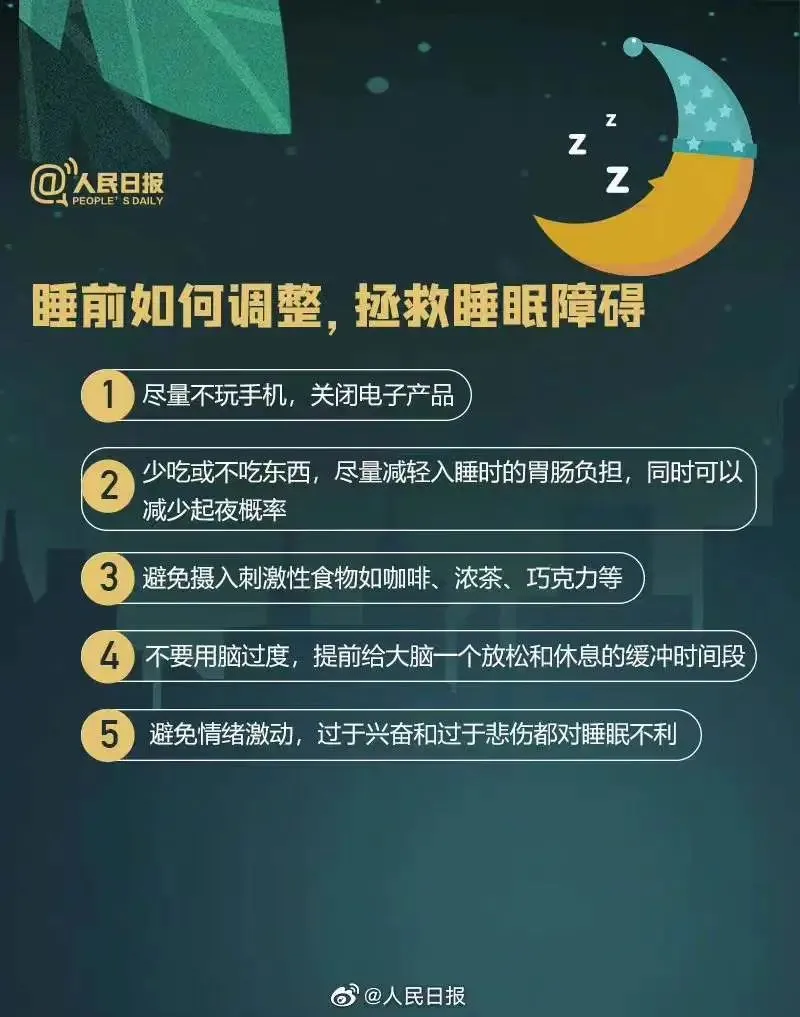 @人民日报
PEOPLE'S DAILY
z
z
z
睡前如何调整，拯救睡眠障碍
1 尽量不玩手机，关闭电子产品
2 少吃或不吃东西，尽量减轻入睡时的胃肠负担，同时可以
减少起夜概率
3 避免摄入刺激性食物如咖啡、浓茶、巧克力等
4 不要用脑过度，提前给大脑一个放松和休息的缓冲时间段
5 避免情绪激动，过于兴奋和过于悲伤都对睡眠不利
@人民日报